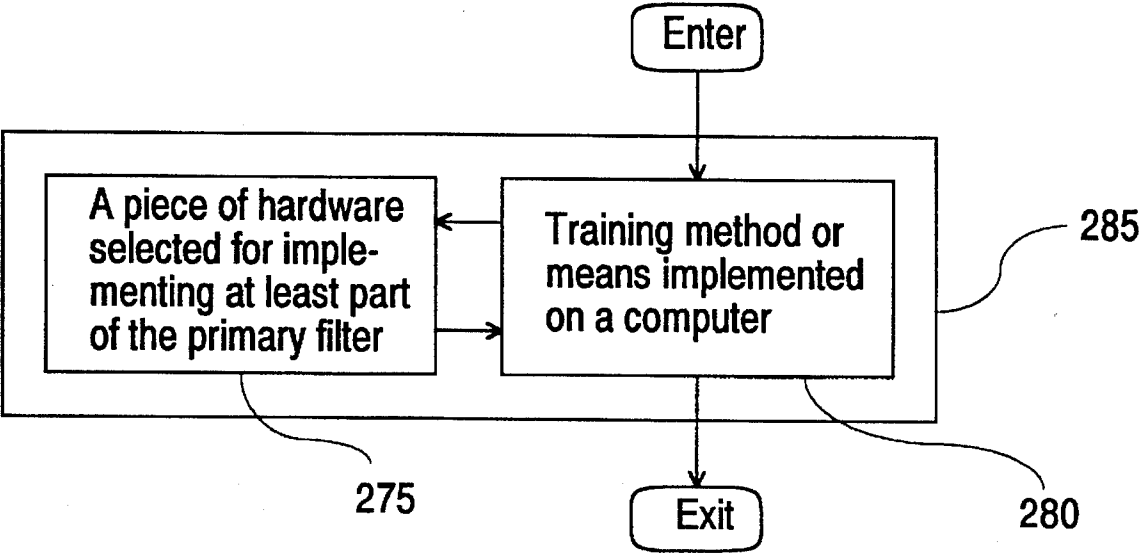 Enter
A piece of hardware
selected for imple-
menting at least part
of the primary filter
Training method or
means implemented
on a computer
285
275
280
Exit